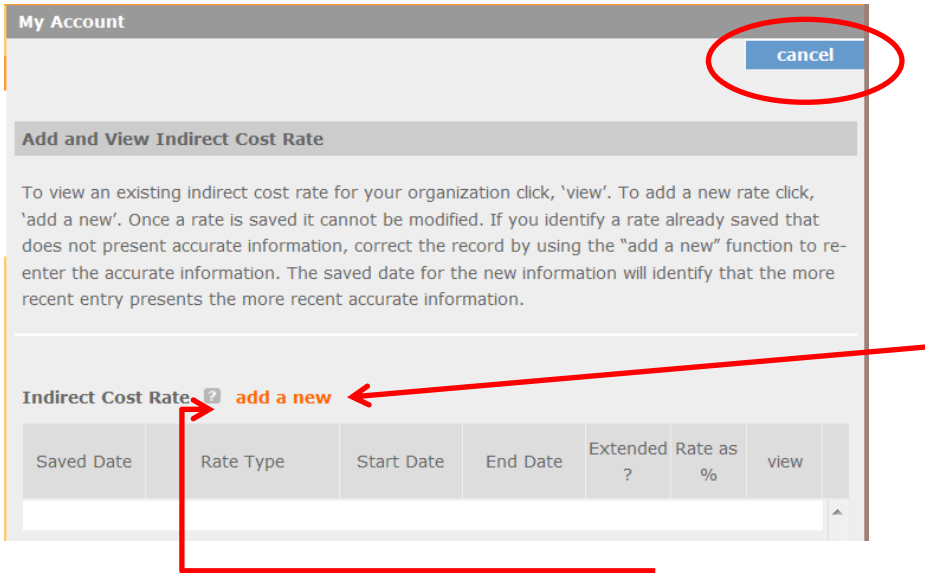 My Account
cancel
Add and View Indirect Cost Rate
To view an existing indirect cost rate for your organization click, ‘view’. To add a new rate click,
‘add a new’. Once a rate is saved it cannot be modified. If you identify a rate already saved that
does not present accurate information, correct the record by using the “add a new” function to re-
enter the accurate information. The saved date for the new information will identify that the more
recent entry presents the more recent accurate information.
Indirect Cost Rate ? add a new
Saved Date Rate Type Start Date End Date Extended ? Rate as % view